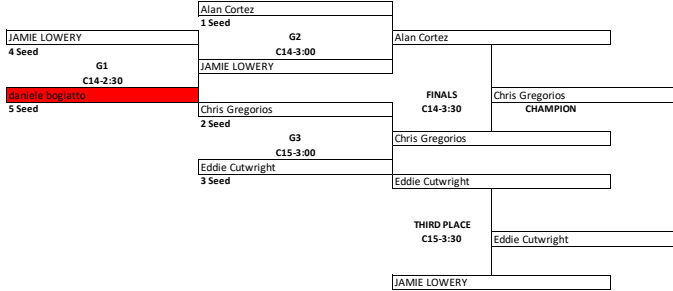 Alan Cortez
1 Seed
JAMIE LOWERY
G2
Alan Cortez
4 Seed
C14-3:00
G1
JAMIE LOWERY
C14-2:30
daniele bogiatto
FINALS
Chris Gregorios
5 Seed
Chris Gregorios
C14-3:30
CHAMPION
2 Seed
G3
Chris Gregorios
C15-3:00
Eddie Cutwright
3 Seed
Eddie Cutwright
THIRD PLACE
C15-3:30
Eddie Cutwright
JAMIE LOWERY